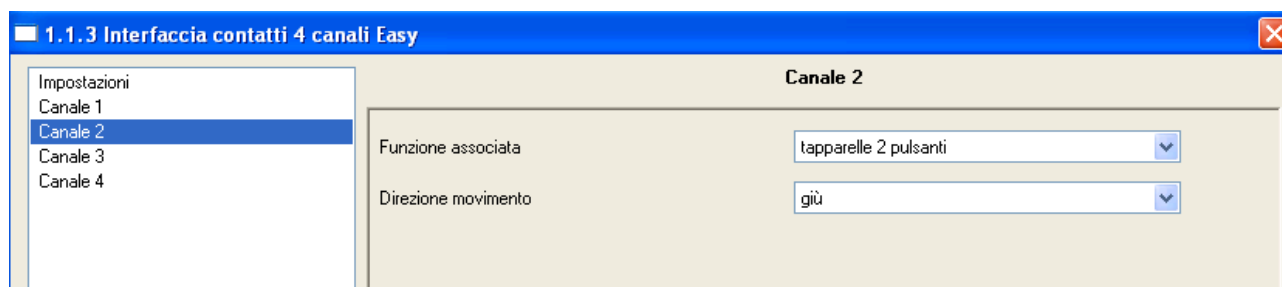 1.1.3 Interfaccia contatti 4 canali Easy
Impostazioni
Canale 1
Canale 2
Canale 3
Canale 4
Canale 2
Funzione associata
tapparelle 2 pulsanti
Direzione movimento
giù